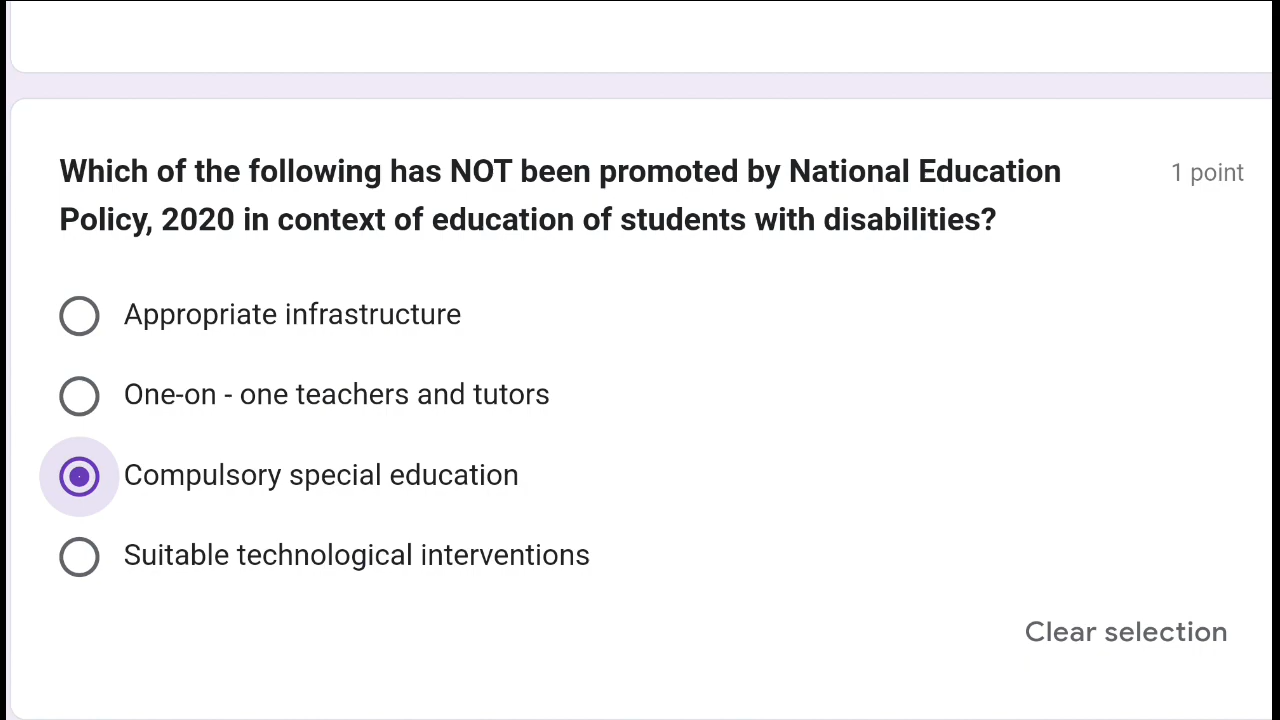 Which of the following has NOT been promoted by National Education
1 point
Policy, 2020 in context of education of students with disabilities?
Appropriate infrastructure
One-on - one teachers and tutors
Compulsory special education
Suitable technological interventions
Clear selection